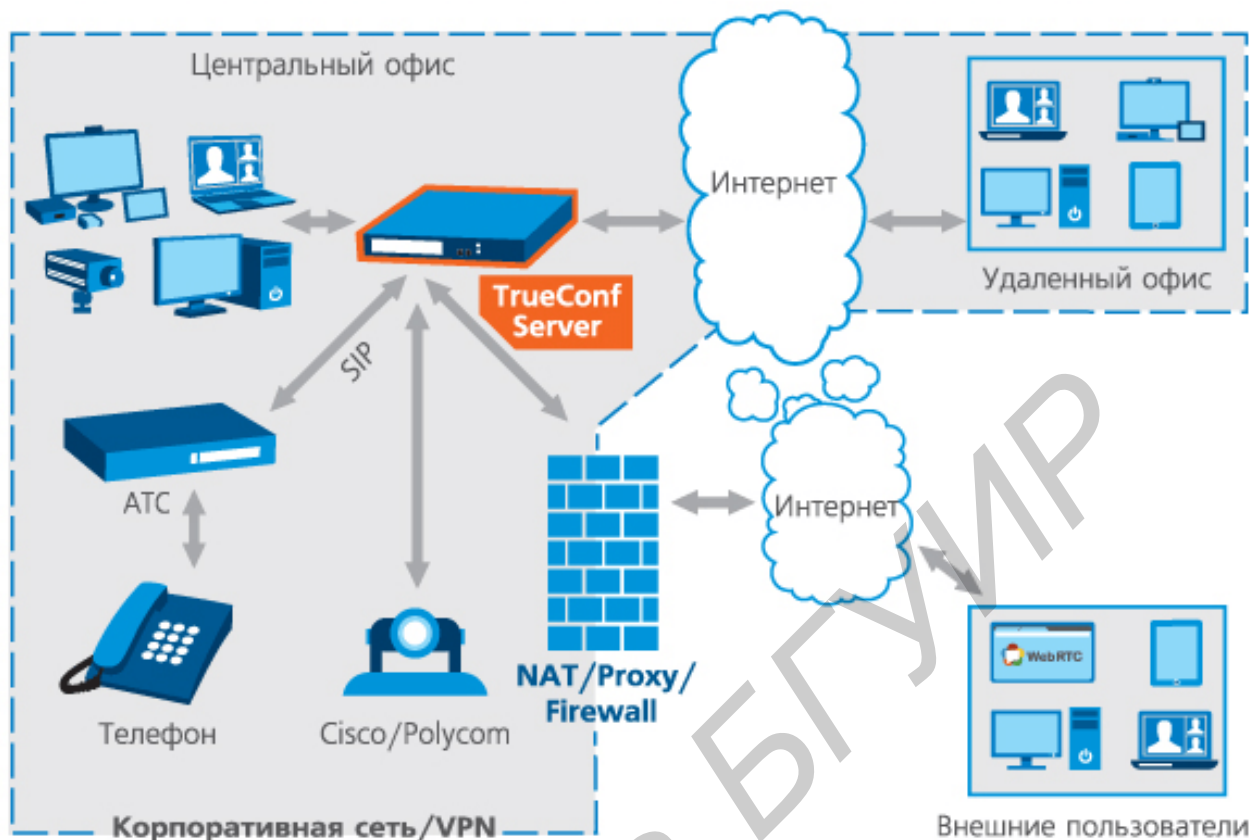 Центральный офис
Интернет
Удаленный офис
TrueConf
Server
SIP
АТС
Интернет
WebRTC
NAT/Proxy/
Firewall
Телефон
Cisco/Polycom
Корпоративная сеть/VPN
Внешние пользователи
БГУИР